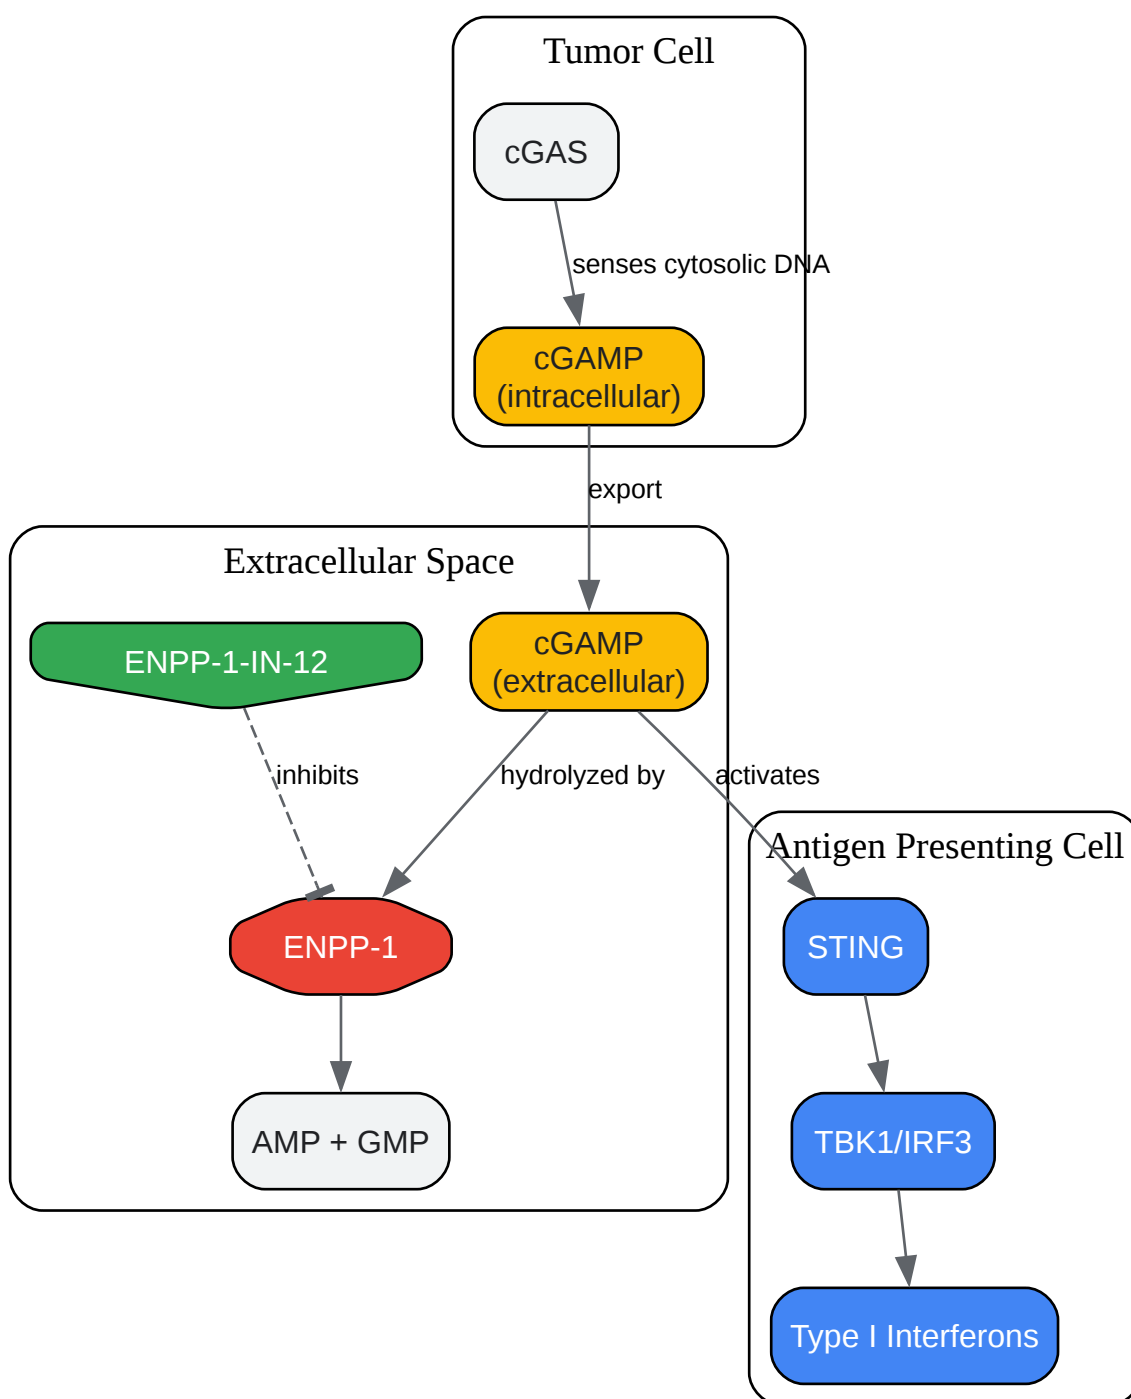 Tumor Cell
cGAS
senses cytosolic DNA
cGAMP
(intracellular)
export
Extracellular Space
ENPP-1-IN-12
cGAMP
(extracellular)
inhibits
hydrolyzed by
activates
Antigen Presenting Cell
ENPP-1
STING
AMP + GMP
TBK1/IRF3
Type I Interferons